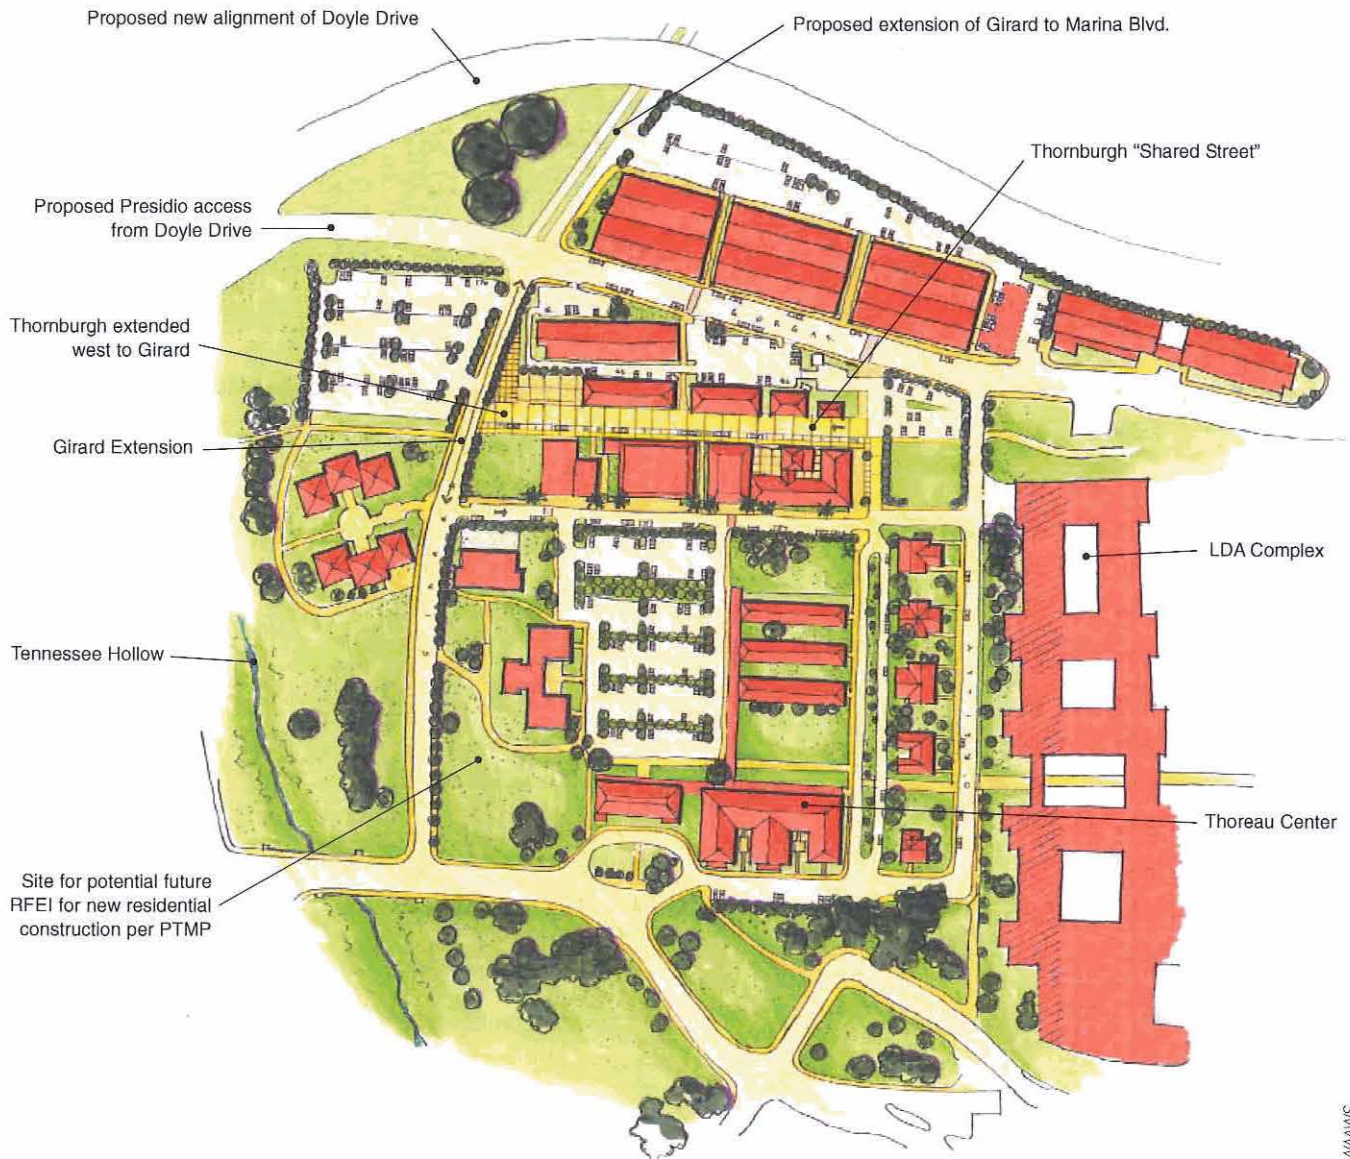 Proposed new alignment of Doyle Drive
Proposed extension of Girard to Marina Blvd.
Thornburgh “Shared Street”
Proposed Presidio access
from Doyle Drive
Thornburgh extended
west to Girard
Girard Extension
LDA Complex
Tennessee Hollow
Thoreau Center
Site for potential future
RFEI for new residential
construction per PTMP